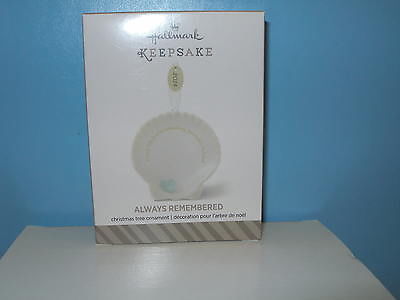 Hallmark
KEEPSAKE
ALWAYS REMEMBERED
christmas tree ornament | décoration pour l'arbre de noël